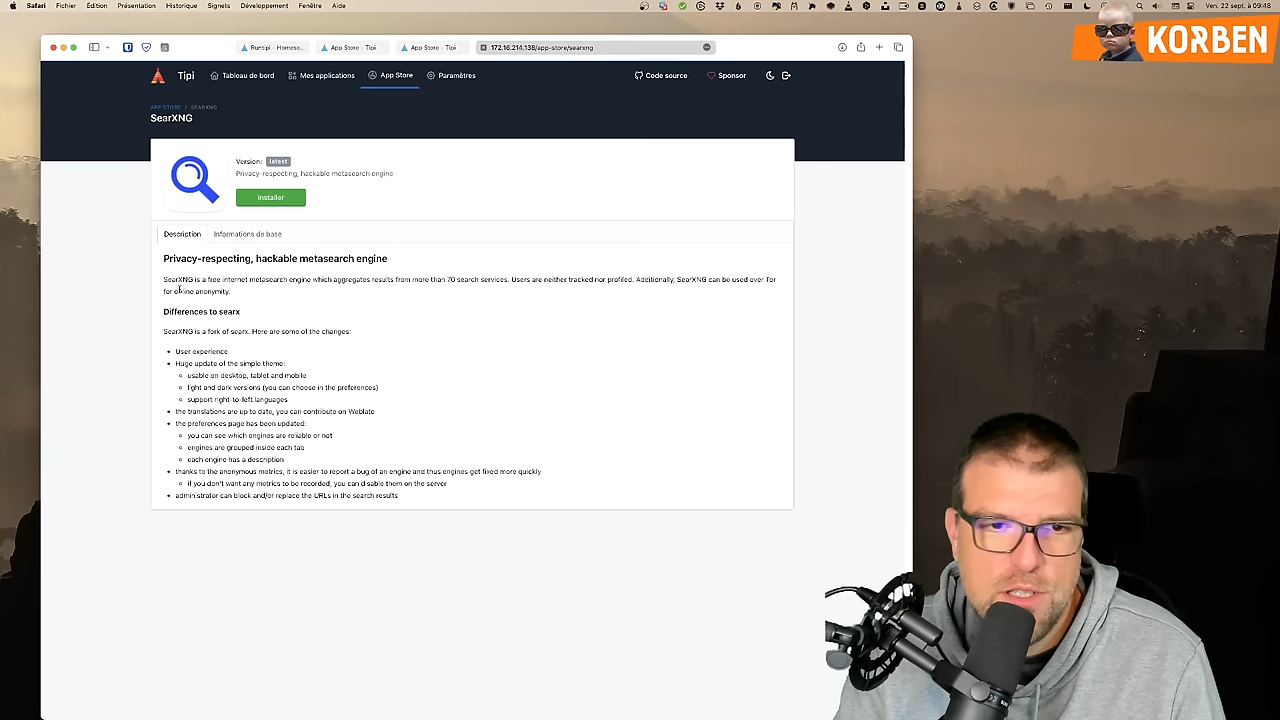 Safari Fichier Édition Présentation Historique Signets Développement Fenêtre Aide
Ven. 22 sept. à 09:48
KORBEN
Runtipi - Homese...
App Store - Tipi
App Store - Tipi
172.16.214.138/app-store/searxng
Tipi
Tableau de bord
Mes applications
App Store
Paramètres
Code source
Sponsor
APP STORE / SEARXNG
SearXNG
Version: latest
Privacy-respecting, hackable metasearch engine
Installer
Description
Informations de base
Privacy-respecting, hackable metasearch engine
SearXNG is a free internet metasearch engine which aggregates results from more than 70 search services. Users are neither tracked nor profiled. Additionally, SearXNG can be used over Tor
for online anonymity.
Differences to searx
SearXNG is a fork of searx. Here are some of the changes:
User experience
Huge update of the simple theme:
usable on desktop, tablet and mobile
light and dark versions (you can choose in the preferences)
support right-to-left languages
the translations are up to date, you can contribute on Weblate
the preferences page has been updated:
you can see which engines are reliable or not
engines are grouped inside each tab
each engine has a description
thanks to the anonymous metrics, it is easier to report a bug of an engine and thus engines get fixed more quickly
if you don't want any metrics to be recorded, you can disable them on the server
administrator can block and/or replace the URLs in the search results